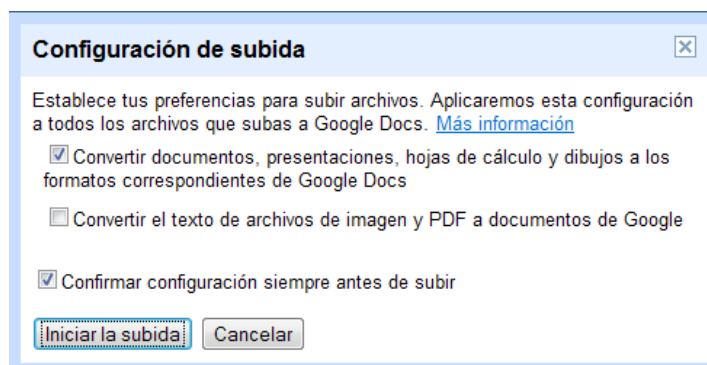 Configuración de subida
Establece tus preferencias para subir archivos. Aplicaremos esta configuración
a todos los archivos que subas a Google Docs. Más información
Convertir documentos, presentaciones, hojas de cálculo y dibujos a los
formatos correspondientes de Google Docs
Convertir el texto de archivos de imagen y PDF a documentos de Google
Confirmar configuración siempre antes de subir
Iniciar la subida Cancelar